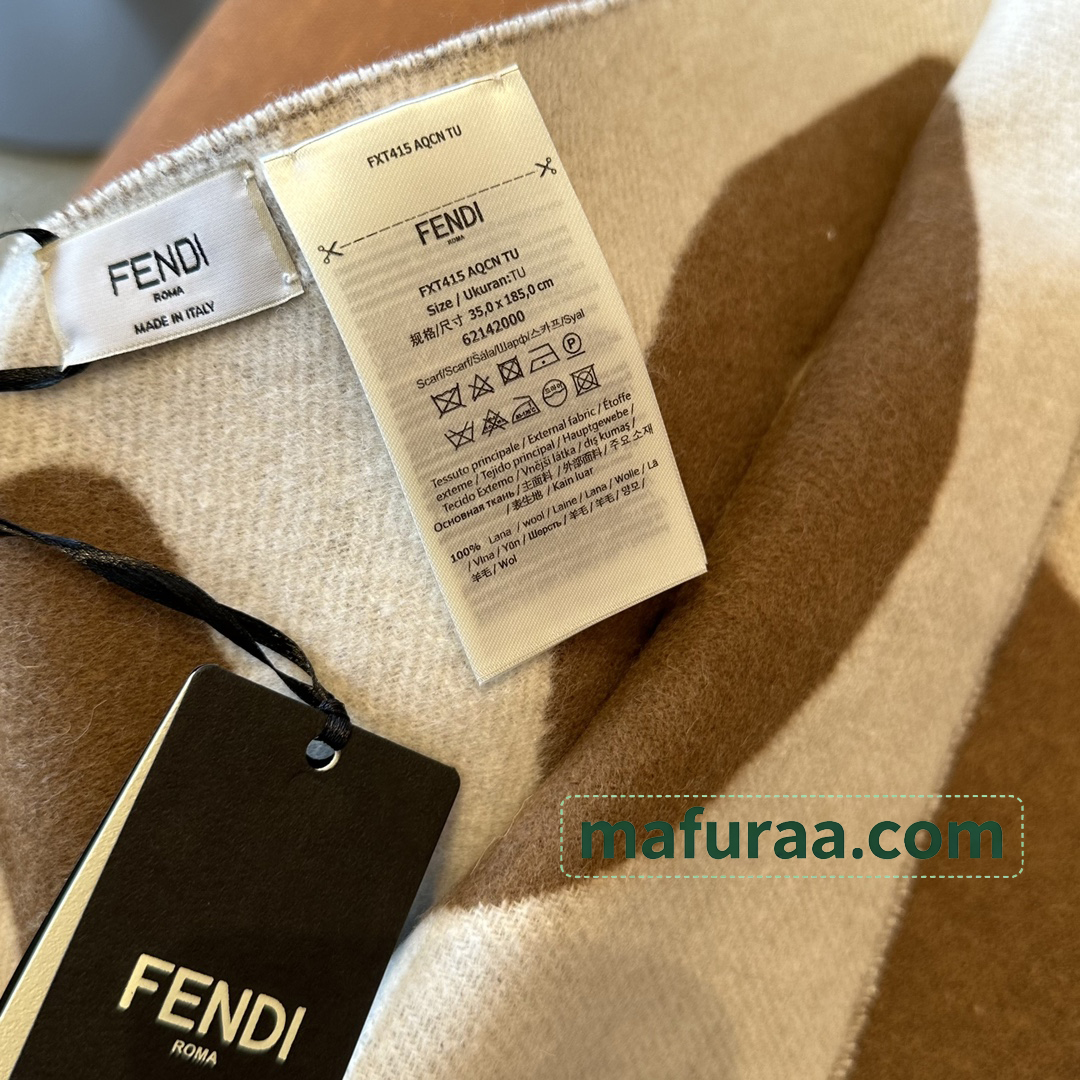 FENDI
ROMA
MADE IN ITALY
FXT415 AQCN TU
FENDI
ROMA
FXT415 AQCN TU
Size / Ukuran:TU
规格/尺寸 35,0 x 185,0 cm
62142000
Scarf/Scarf/Šála/Шарф/스카프/Syal
P
드라이
Tessuto principale / External fabric / Étoffe
externe / Tejido principal / Hauptgewebe /
Tecido Externo / Vnější látka / dış kumaş /
Основная ткань / 主面料 / 外部面料 / 주요 소재
/ 表生地 / Kain luar
100% Lana / wool / Laine / Lana / Wolle / Lã
/ Vlna / Yün / Шерсть / 羊毛 / 羊毛 / 양모 /
羊毛 / Wol
FENDI
ROMA
mafuraa.com